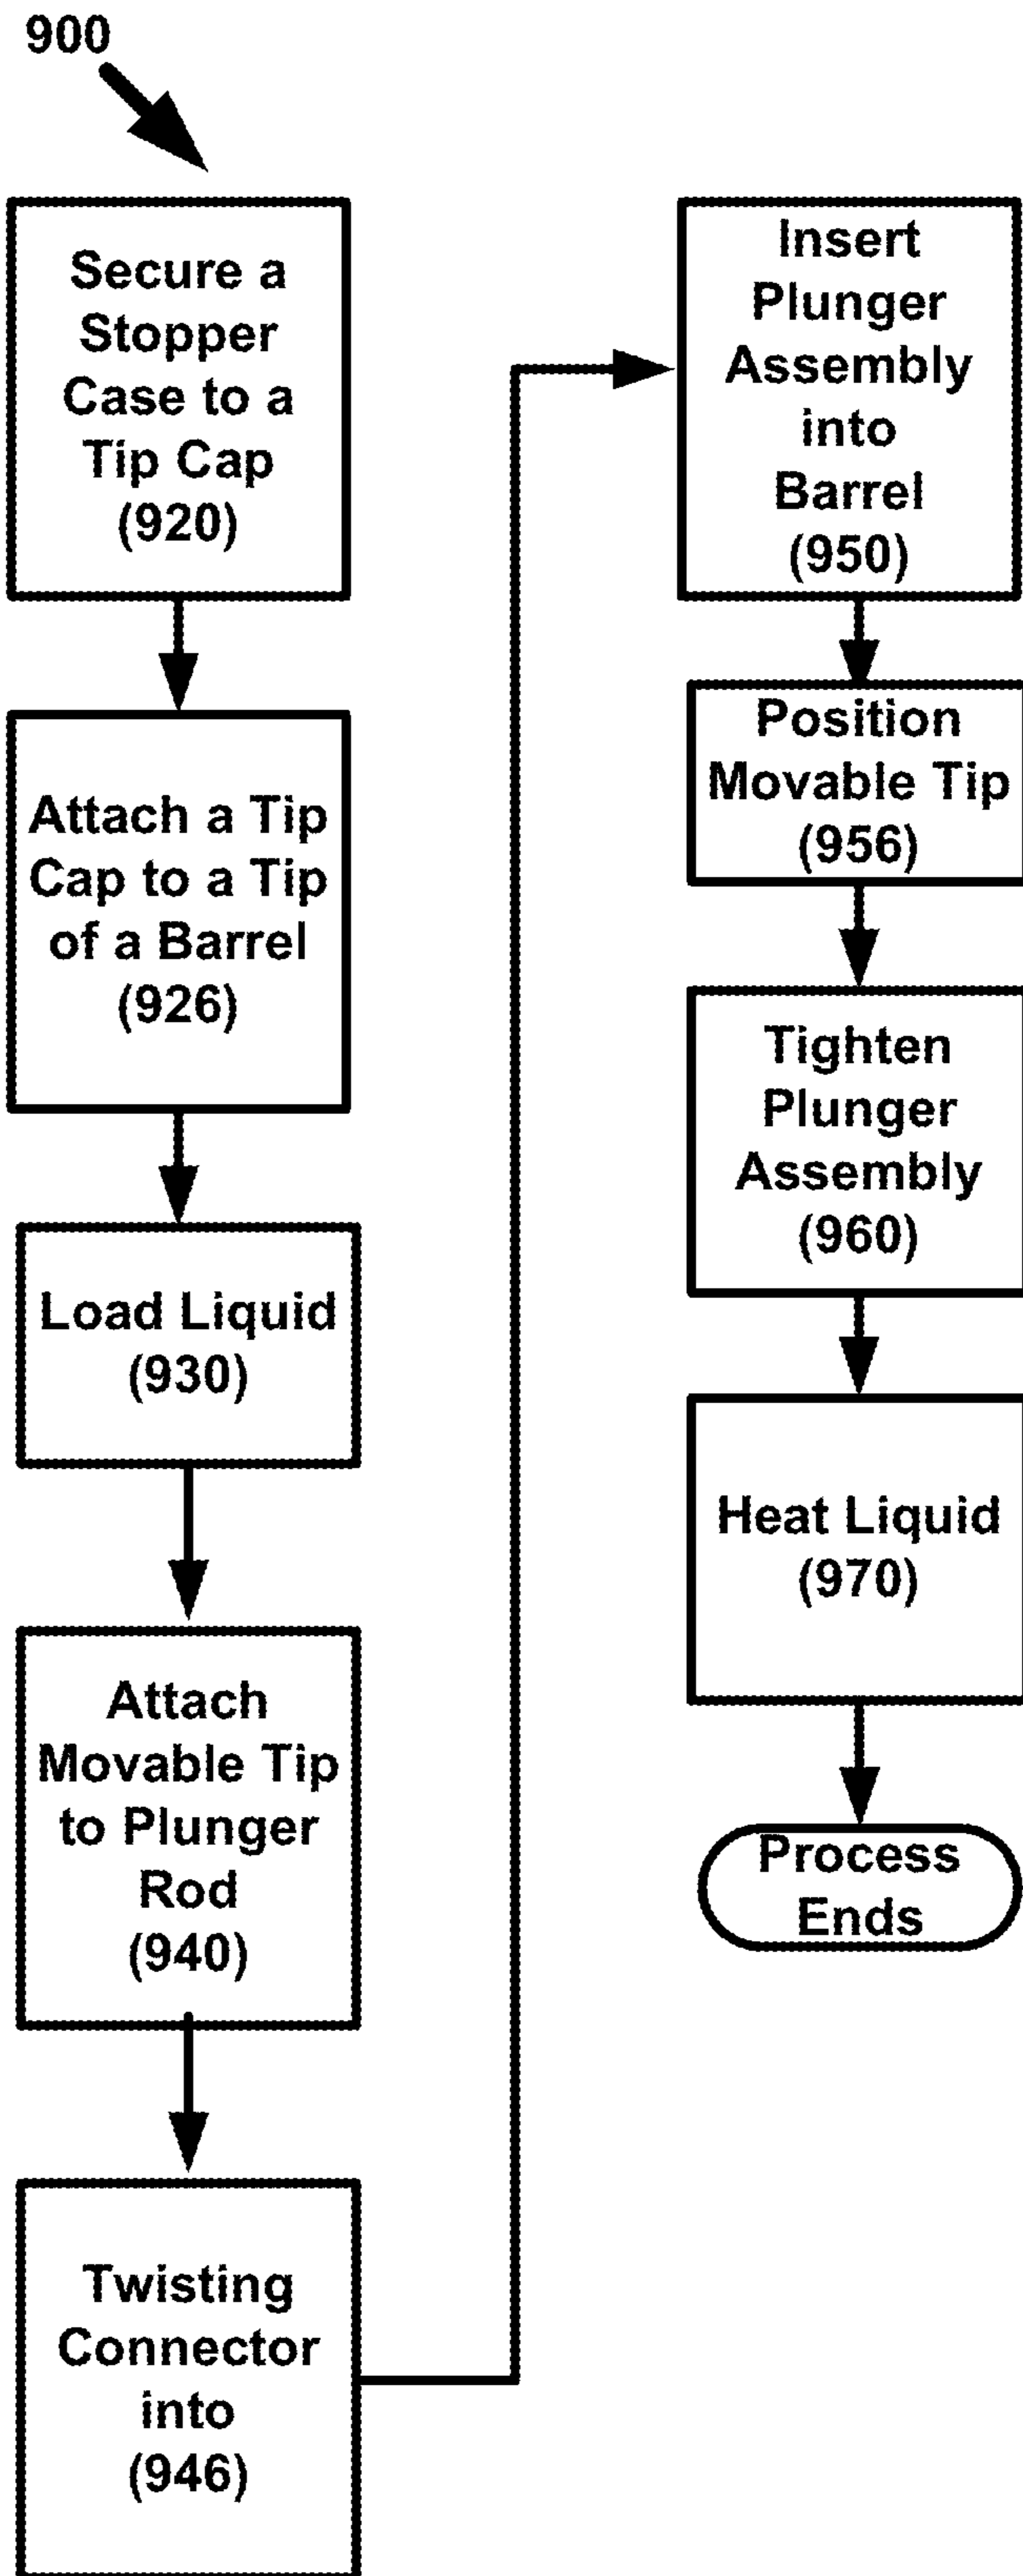 900
Secure a
Stopper
Case to a
Tip Cap
(920)
Attach a Tip
Cap to a Tip
of a Barrel
(926)
Load Liquid
(930)
Attach
Movable Tip
to Plunger
Rod
(940)
Twisting
Connector
into
(946)
Insert
Plunger
Assembly
into
Barrel
(950)
Position
Movable Tip
(956)
Tighten
Plunger
Assembly
(960)
Heat Liquid
(970)
Process
Ends